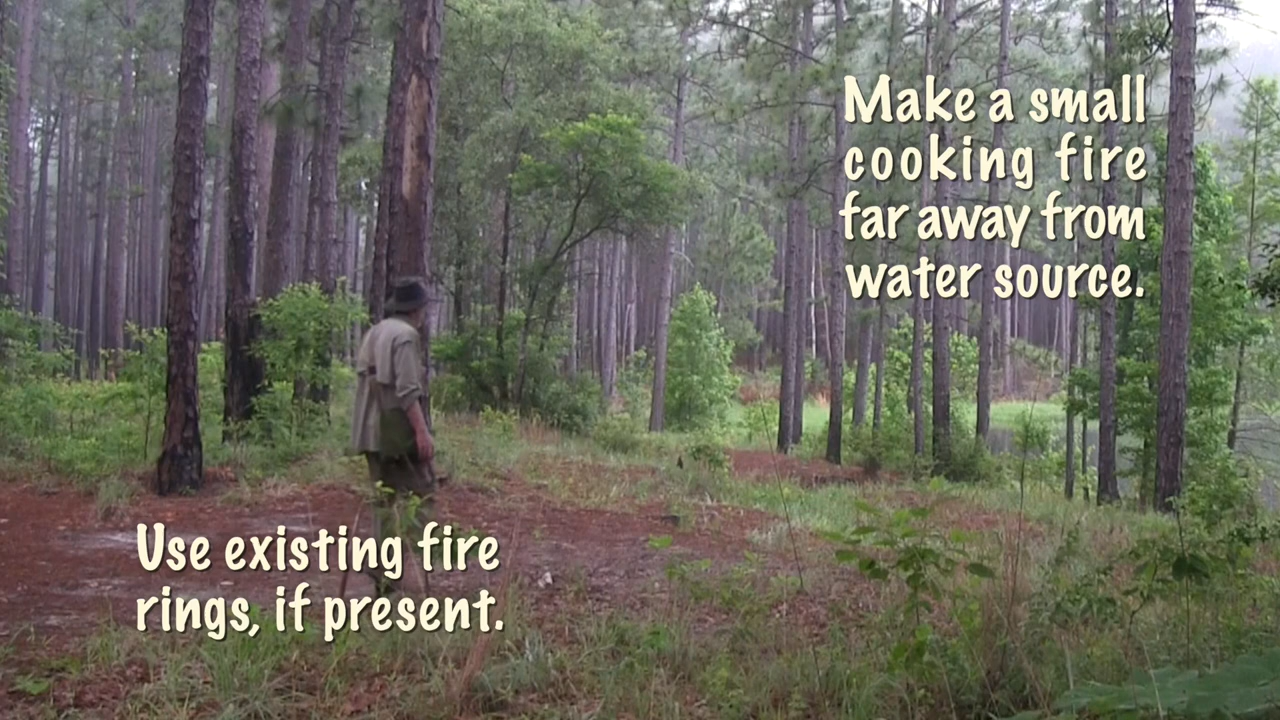 Make a small
cooking fire
far away from
water source.
Use existing fire
rings, if present.